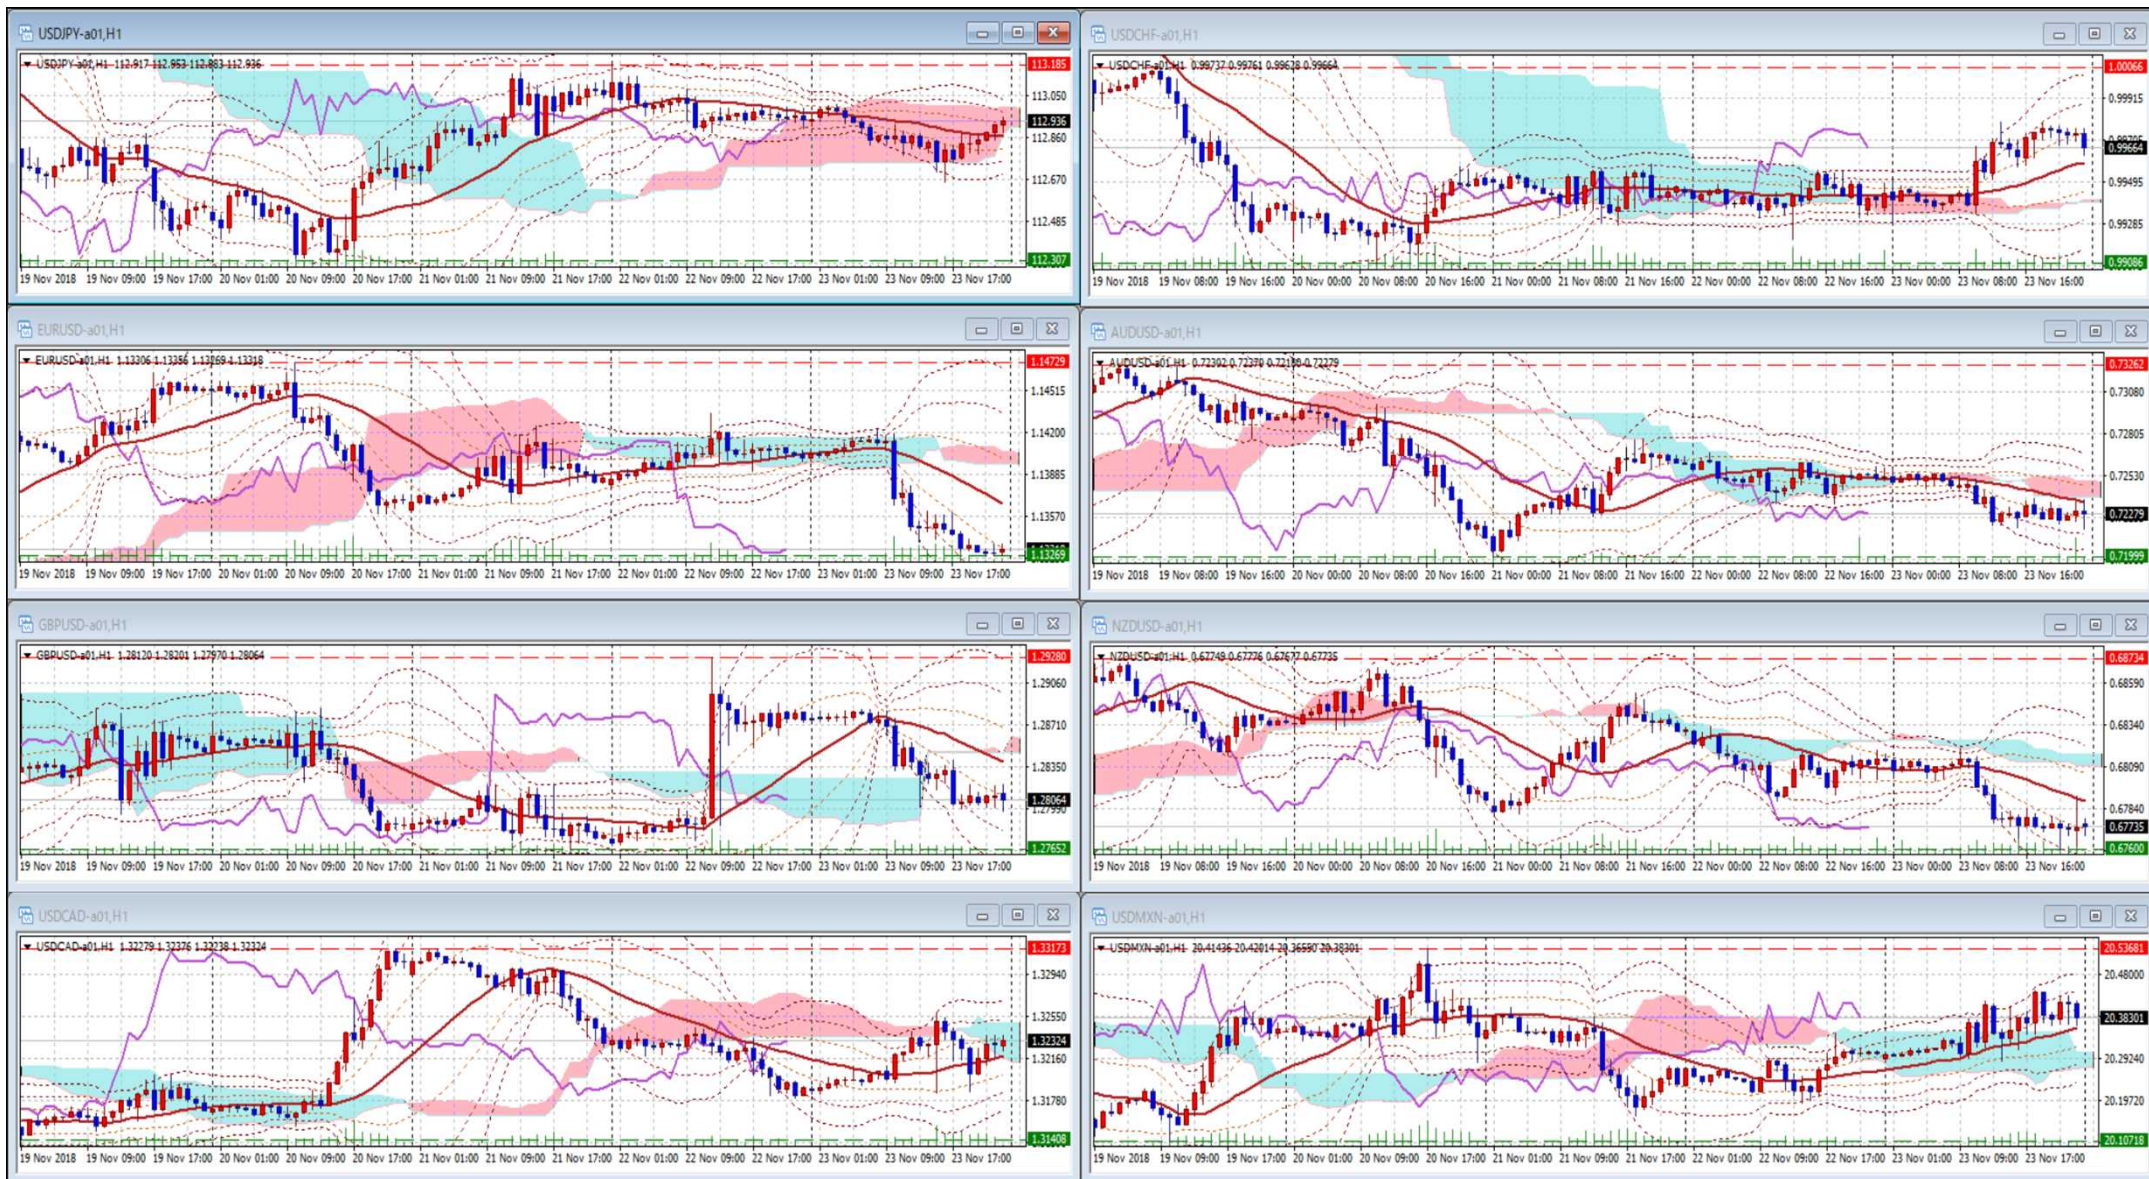 USDJPY-a01,H1
USDJPY-a01,H1 112.917 112.953 112.883 112.936
113.185
113.050
112.936
112.860
112.670
112.485
112.307
19 Nov 2018 19 Nov 09:00 19 Nov 17:00 20 Nov 01:00 20 Nov 09:00 20 Nov 17:00 21 Nov 01:00 21 Nov 09:00 21 Nov 17:00 22 Nov 01:00 22 Nov 09:00 22 Nov 17:00 23 Nov 01:00 23 Nov 09:00 23 Nov 17:00
USDCHF-a01,H1
USDCHF-a01,H1 0.99737 0.99761 0.99628 0.99664
1.00066
0.99915
0.99705
0.99664
0.99495
0.99285
0.99086
19 Nov 2018 19 Nov 08:00 19 Nov 16:00 20 Nov 00:00 20 Nov 08:00 20 Nov 16:00 21 Nov 00:00 21 Nov 08:00 21 Nov 16:00 22 Nov 00:00 22 Nov 08:00 22 Nov 16:00 23 Nov 00:00 23 Nov 08:00 23 Nov 16:00
EURUSD-a01,H1
EURUSD-a01,H1 1.13306 1.13356 1.13269 1.13318
1.14729
1.14515
1.14200
1.13885
1.13570
1.13269
19 Nov 2018 19 Nov 09:00 19 Nov 17:00 20 Nov 01:00 20 Nov 09:00 20 Nov 17:00 21 Nov 01:00 21 Nov 09:00 21 Nov 17:00 22 Nov 01:00 22 Nov 09:00 22 Nov 17:00 23 Nov 01:00 23 Nov 09:00 23 Nov 17:00
AUDUSD-a01,H1
AUDUSD-a01,H1 0.72302 0.72370 0.72279
0.73262
0.73080
0.72805
0.72530
0.72279
0.71999
19 Nov 2018 19 Nov 08:00 19 Nov 16:00 20 Nov 00:00 20 Nov 08:00 20 Nov 16:00 21 Nov 00:00 21 Nov 08:00 21 Nov 16:00 22 Nov 00:00 22 Nov 08:00 22 Nov 16:00 23 Nov 00:00 23 Nov 08:00 23 Nov 16:00
GBPUSD-a01,H1
GBPUSD-a01,H1 1.28120 1.28201 1.27970 1.28064
1.29280
1.29060
1.28710
1.28350
1.28064
1.27990
1.27652
19 Nov 2018 19 Nov 09:00 19 Nov 17:00 20 Nov 01:00 20 Nov 09:00 20 Nov 17:00 21 Nov 01:00 21 Nov 09:00 21 Nov 17:00 22 Nov 01:00 22 Nov 09:00 22 Nov 17:00 23 Nov 01:00 23 Nov 09:00 23 Nov 17:00
NZDUSD-a01,H1
NZDUSD-a01,H1 0.67749 0.67776 0.67677 0.67735
0.68734
0.68590
0.68340
0.68090
0.67840
0.67735
0.67600
19 Nov 2018 19 Nov 08:00 19 Nov 16:00 20 Nov 00:00 20 Nov 08:00 20 Nov 16:00 21 Nov 00:00 21 Nov 08:00 21 Nov 16:00 22 Nov 00:00 22 Nov 08:00 22 Nov 16:00 23 Nov 00:00 23 Nov 08:00 23 Nov 16:00
USDCAD-a01,H1
USDCAD-a01,H1 1.32279 1.32376 1.32238 1.32324
1.33173
1.32940
1.32550
1.32324
1.32160
1.31780
1.31408
19 Nov 2018 19 Nov 09:00 19 Nov 17:00 20 Nov 01:00 20 Nov 09:00 20 Nov 17:00 21 Nov 01:00 21 Nov 09:00 21 Nov 17:00 22 Nov 01:00 22 Nov 09:00 22 Nov 17:00 23 Nov 01:00 23 Nov 09:00 23 Nov 17:00
USDMXN-a01,H1
USDMXN-a01,H1 20.41436 20.42014 20.36550 20.38301
20.53681
20.48000
20.38301
20.29240
20.19720
20.10718
19 Nov 2018 19 Nov 09:00 19 Nov 17:00 20 Nov 01:00 20 Nov 09:00 20 Nov 17:00 21 Nov 01:00 21 Nov 09:00 21 Nov 17:00 22 Nov 01:00 22 Nov 09:00 22 Nov 17:00 23 Nov 01:00 23 Nov 09:00 23 Nov 17:00